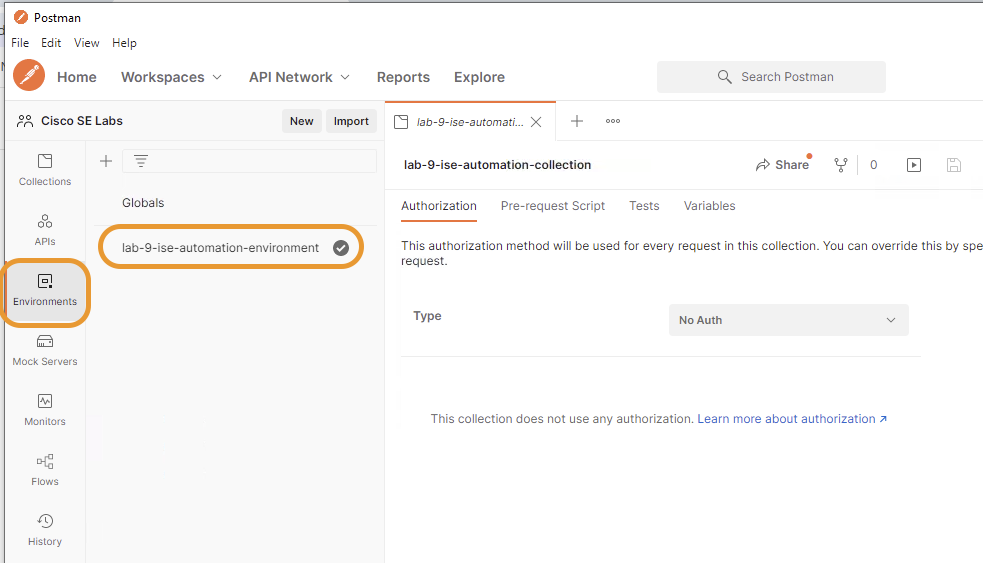 Postman
File Edit View Help
Home Workspaces API Network Reports Explore Search Postman
Cisco SE Labs New Import
lab-9-ise-automati...
Collections
APIs
Environments
Mock Servers
Monitors
Flows
History
Globals
lab-9-ise-automation-environment
lab-9-ise-automation-collection Share 0
Authorization Pre-request Script Tests Variables
This authorization method will be used for every request in this collection. You can override this by spe
request.
Type No Auth
This collection does not use any authorization. Learn more about authorization ↗